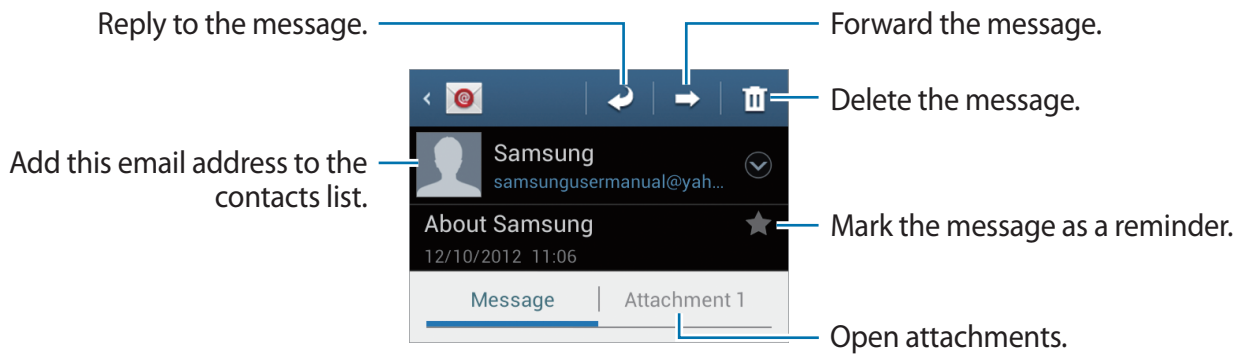 Reply to the message.
Forward the message.
Delete the message.
Add this email address to the
contacts list.
Samsung
samsungusermanual@yah...
About Samsung
12/10/2012 11:06
Mark the message as a reminder.
Message
Attachment 1
Open attachments.